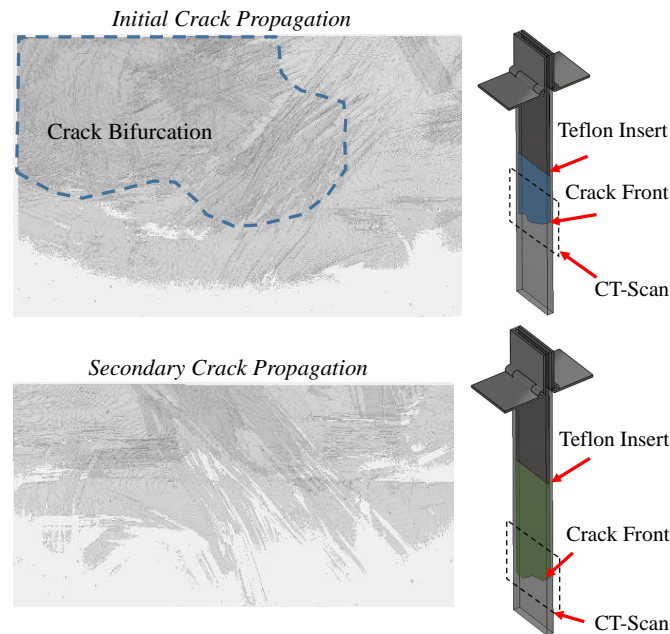 Initial Crack Propagation
Crack Bifurcation
Teflon Insert
Crack Front
CT-Scan
Secondary Crack Propagation
Teflon Insert
Crack Front
CT-Scan